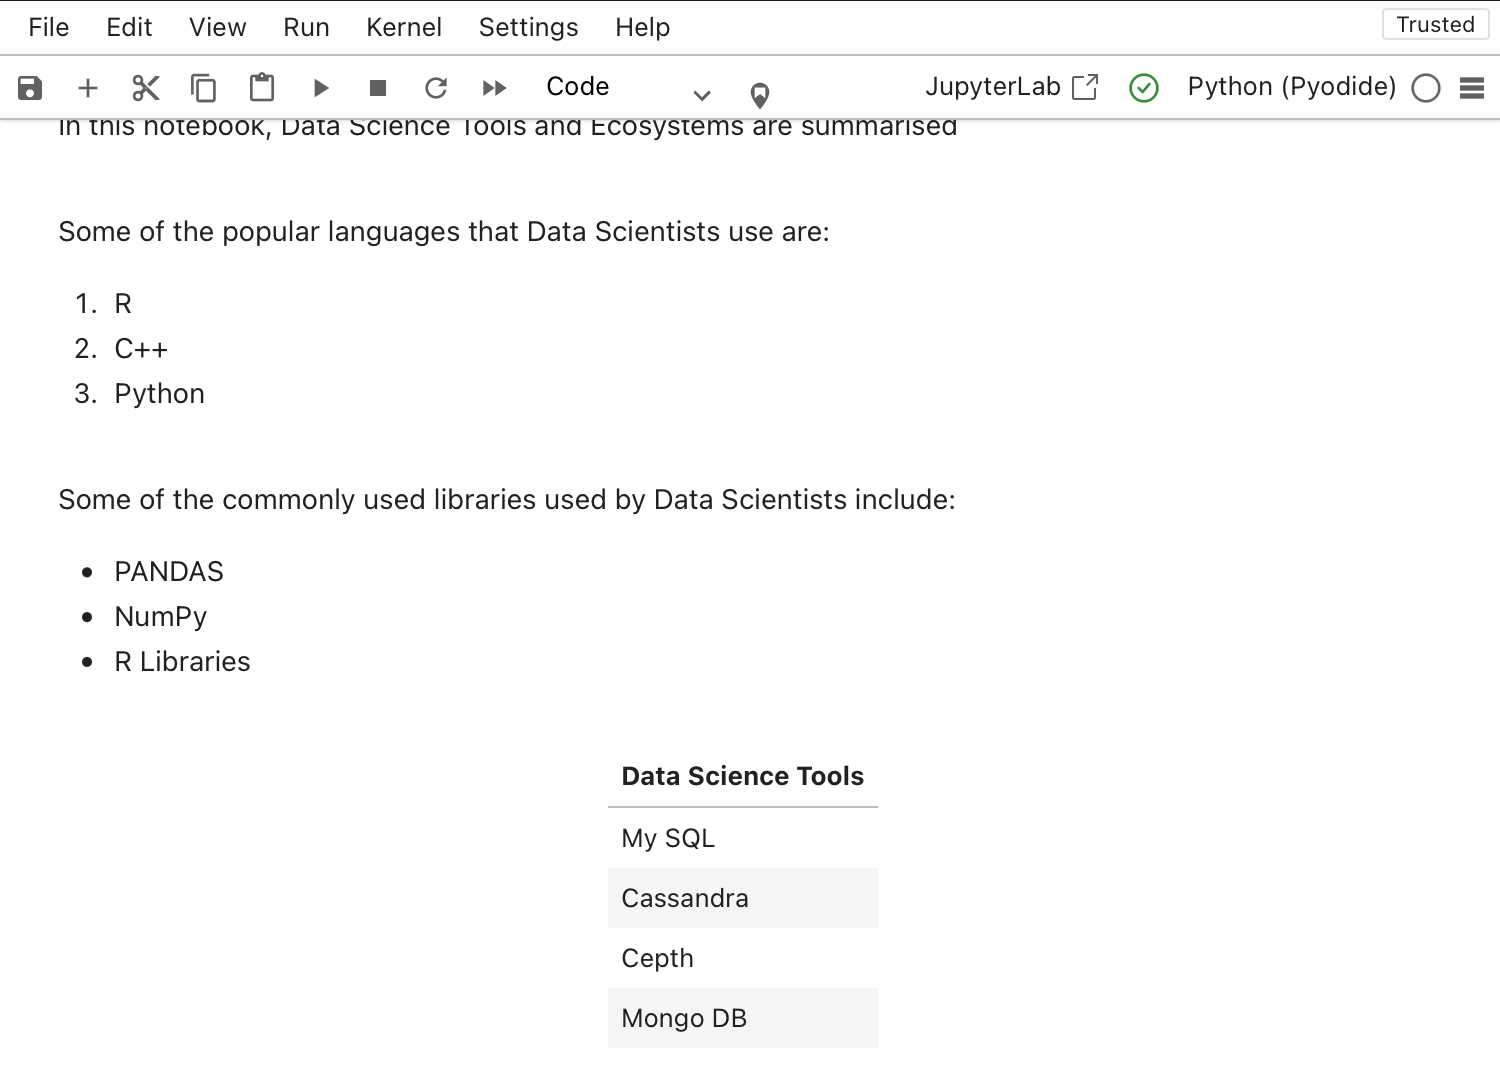 File Edit View Run Kernel Settings Help Trusted
Code JupyterLab Python (Pyodide)
In this notebook, Data Science Tools and Ecosystems are summarised
Some of the popular languages that Data Scientists use are:
1. R
2. C++
3. Python
Some of the commonly used libraries used by Data Scientists include:
• PANDAS
• NumPy
• R Libraries
Data Science Tools
My SQL
Cassandra
Cepth
Mongo DB